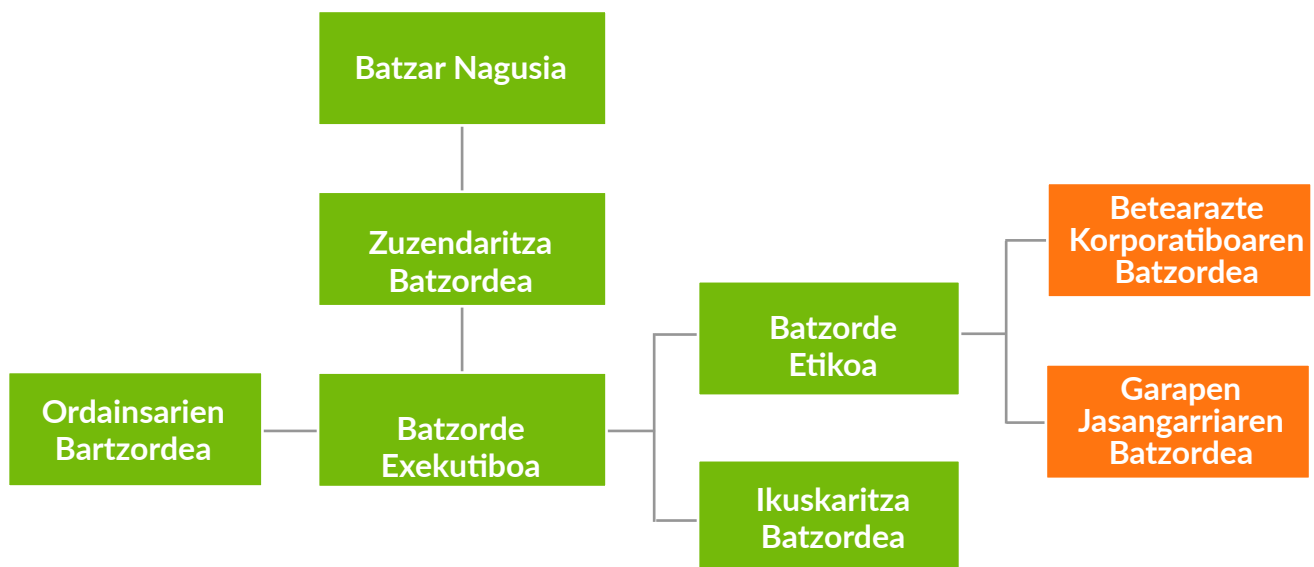 Batzar Nagusia
Zuzendaritza
Batzordea
Betearazte
Korporatiboaren
Batzordea
Batzorde
Etikoa
Ordainsarien
Bartzordea
Batzorde
Exekutiboa
Garapen
Jasangarriaren
Batzordea
Ikuskaritza
Batzordea